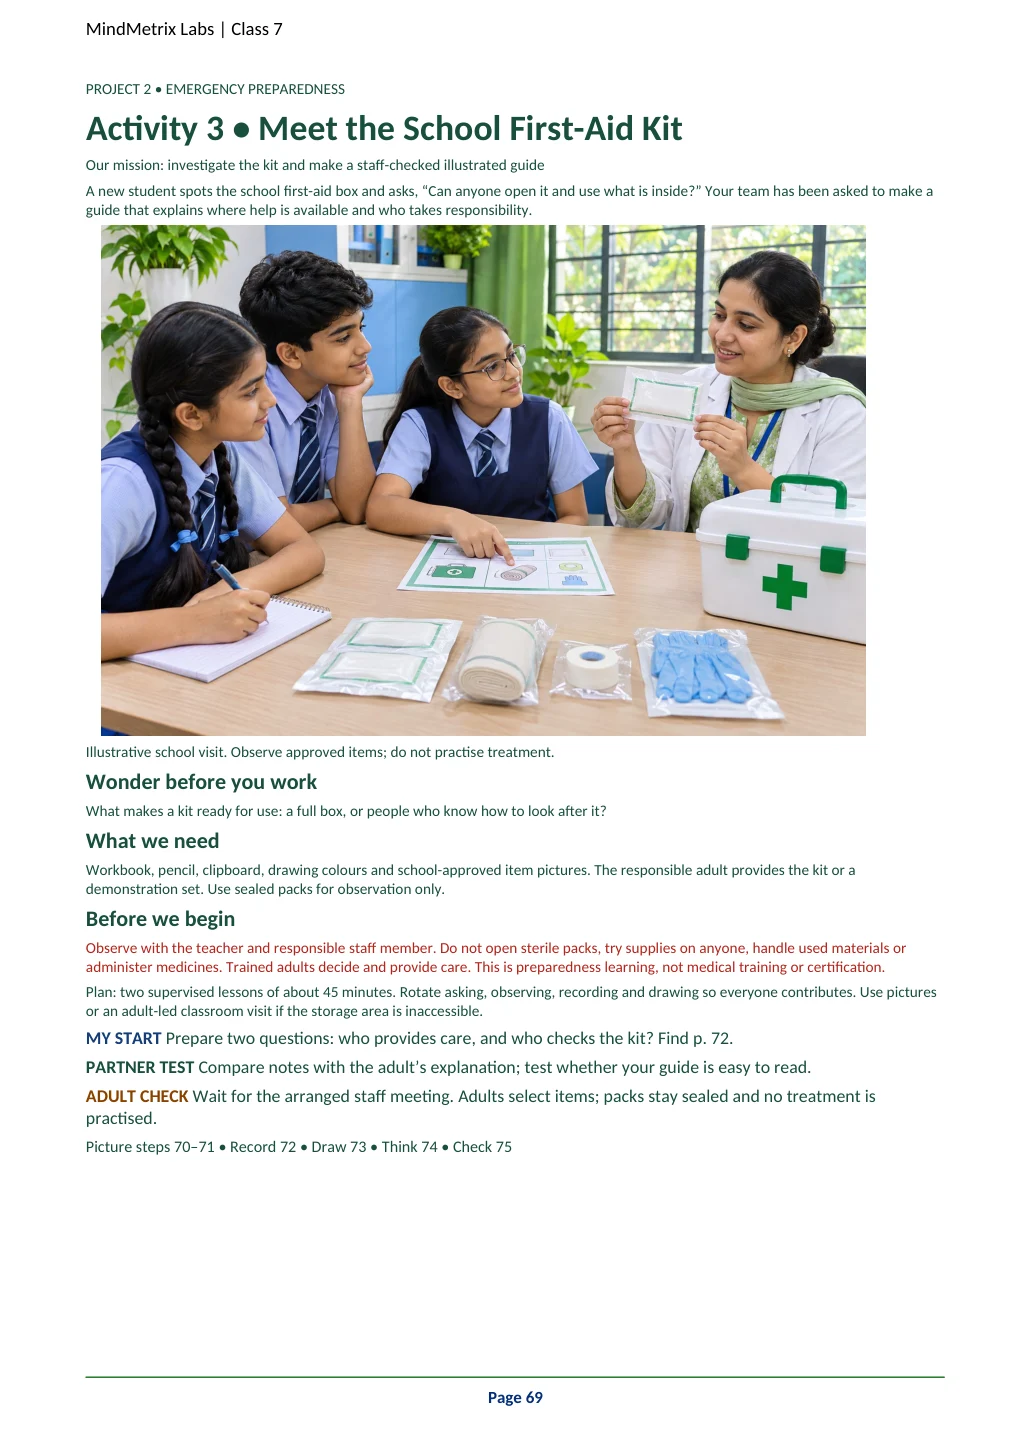 MindMetrix Labs | Class 7
PROJECT 2 • EMERGENCY PREPAREDNESS
Activity 3 • Meet the School First-Aid Kit
Our mission: investigate the kit and make a staff-checked illustrated guide
A new student spots the school first-aid box and asks, “Can anyone open it and use what is inside?” Your team has been asked to make a
guide that explains where help is available and who takes responsibility.
Illustrative school visit. Observe approved items; do not practise treatment.
Wonder before you work
What makes a kit ready for use: a full box, or people who know how to look after it?
What we need
Workbook, pencil, clipboard, drawing colours and school-approved item pictures. The responsible adult provides the kit or a
demonstration set. Use sealed packs for observation only.
Before we begin
Observe with the teacher and responsible staff member. Do not open sterile packs, try supplies on anyone, handle used materials or
administer medicines. Trained adults decide and provide care. This is preparedness learning, not medical training or certification.
Plan: two supervised lessons of about 45 minutes. Rotate asking, observing, recording and drawing so everyone contributes. Use pictures
or an adult-led classroom visit if the storage area is inaccessible.
MY START Prepare two questions: who provides care, and who checks the kit? Find p. 72.
PARTNER TEST Compare notes with the adult’s explanation; test whether your guide is easy to read.
ADULT CHECK Wait for the arranged staff meeting. Adults select items; packs stay sealed and no treatment is
practised.
Picture steps 70–71 • Record 72 • Draw 73 • Think 74 • Check 75
Page 69